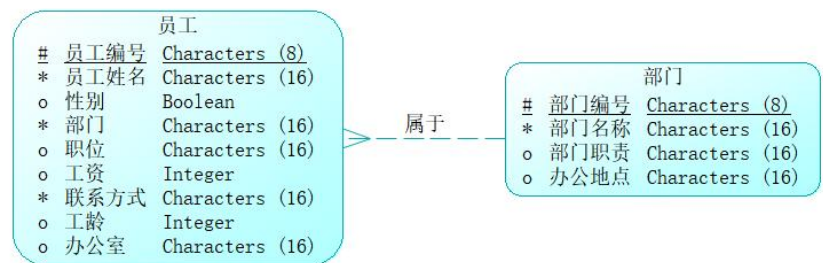 员工
# 员工编号 Characters (8)
* 员工姓名 Characters (16)
o 性别 Boolean
* 部门 Characters (16)
o 职位 Characters (16)
o 工资 Integer
* 联系方式 Characters (16)
o 工龄 Integer
o 办公室 Characters (16)
属于
部门
# 部门编号 Characters (8)
* 部门名称 Characters (16)
o 部门职责 Characters (16)
o 办公地点 Characters (16)